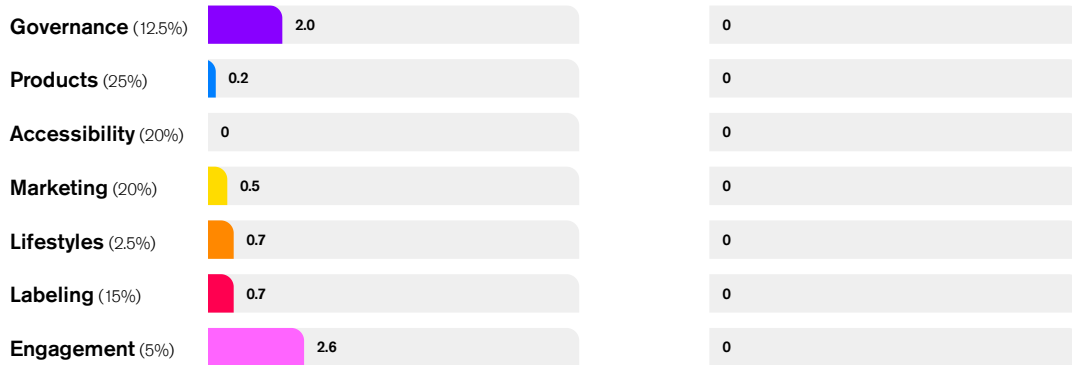 Governance (12.5%) 2.0 0
Products (25%) 0.2 0
Accessibility (20%) 0 0
Marketing (20%) 0.5 0
Lifestyles (2.5%) 0.7 0
Labeling (15%) 0.7 0
Engagement (5%) 2.6 0